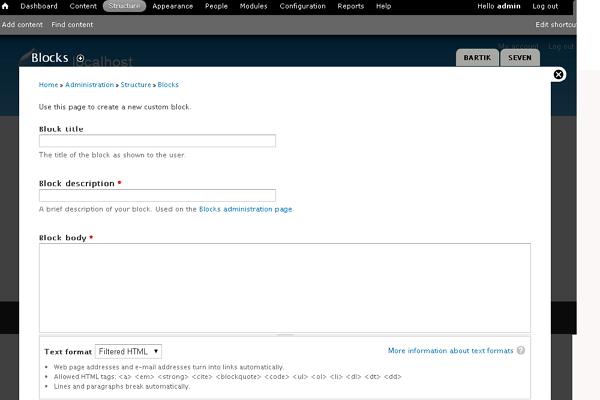 Dashboard Content Structure Appearance People Modules Configuration Reports Help Hello admin Log out
Add content Find content Edit shortcu
My account Log out
Blocks localhost BARTIK SEVEN
Home » Administration » Structure » Blocks
Use this page to create a new custom block.
Block title
The title of the block as shown to the user.
Block description *
A brief description of your block. Used on the Blocks administration page.
Block body *
Text format Filtered HTML More information about text formats ?
Web page addresses and e-mail addresses turn into links automatically.
Allowed HTML tags: <a> <em> <strong> <cite> <blockquote> <code> <ul> <ol> <li> <dl> <dt> <dd>
Lines and paragraphs break automatically.